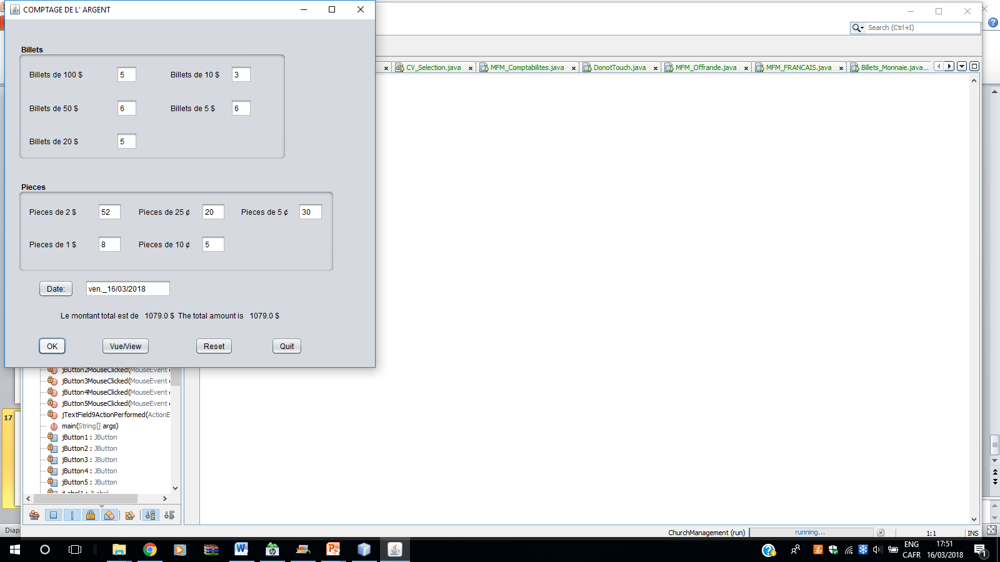 COMPTAGE DE L' ARGENT
Search (Ctrl+I)
CV_Selection.java MFM_Comptabilites.java DonotTouch.java MFM_Offrande.java MFM_FRANCAIS.java Billets_Monnaie.java...
Billets
Billets de 100 $ 5 Billets de 10 $ 3
Billets de 50 $ 6 Billets de 5 $ 6
Billets de 20 $ 5
Pieces
Pieces de 2 $ 52 Pieces de 25 ¢ 20 Pieces de 5 ¢ 30
Pieces de 1 $ 8 Pieces de 10 ¢ 5
Date: ven._16/03/2018
Le montant total est de 1079.0 $ The total amount is 1079.0 $
OK Vue/View Reset Quit
jButton2MouseClicked(MouseEvent
jButton3MouseClicked(MouseEvent
jButton4MouseClicked(MouseEvent
jButton5MouseClicked(MouseEvent
jTextField9ActionPerformed(ActionE
17
main(String[] args)
jButton1 : JButton
jButton2 : JButton
jButton3 : JButton
jButton4 : JButton
jButton5 : JButton
jLabel1 : JLabel
Diap
ChurchManagement (run) running... 1:1 INS
ENG
CAFR
17:51
16/03/2018
1